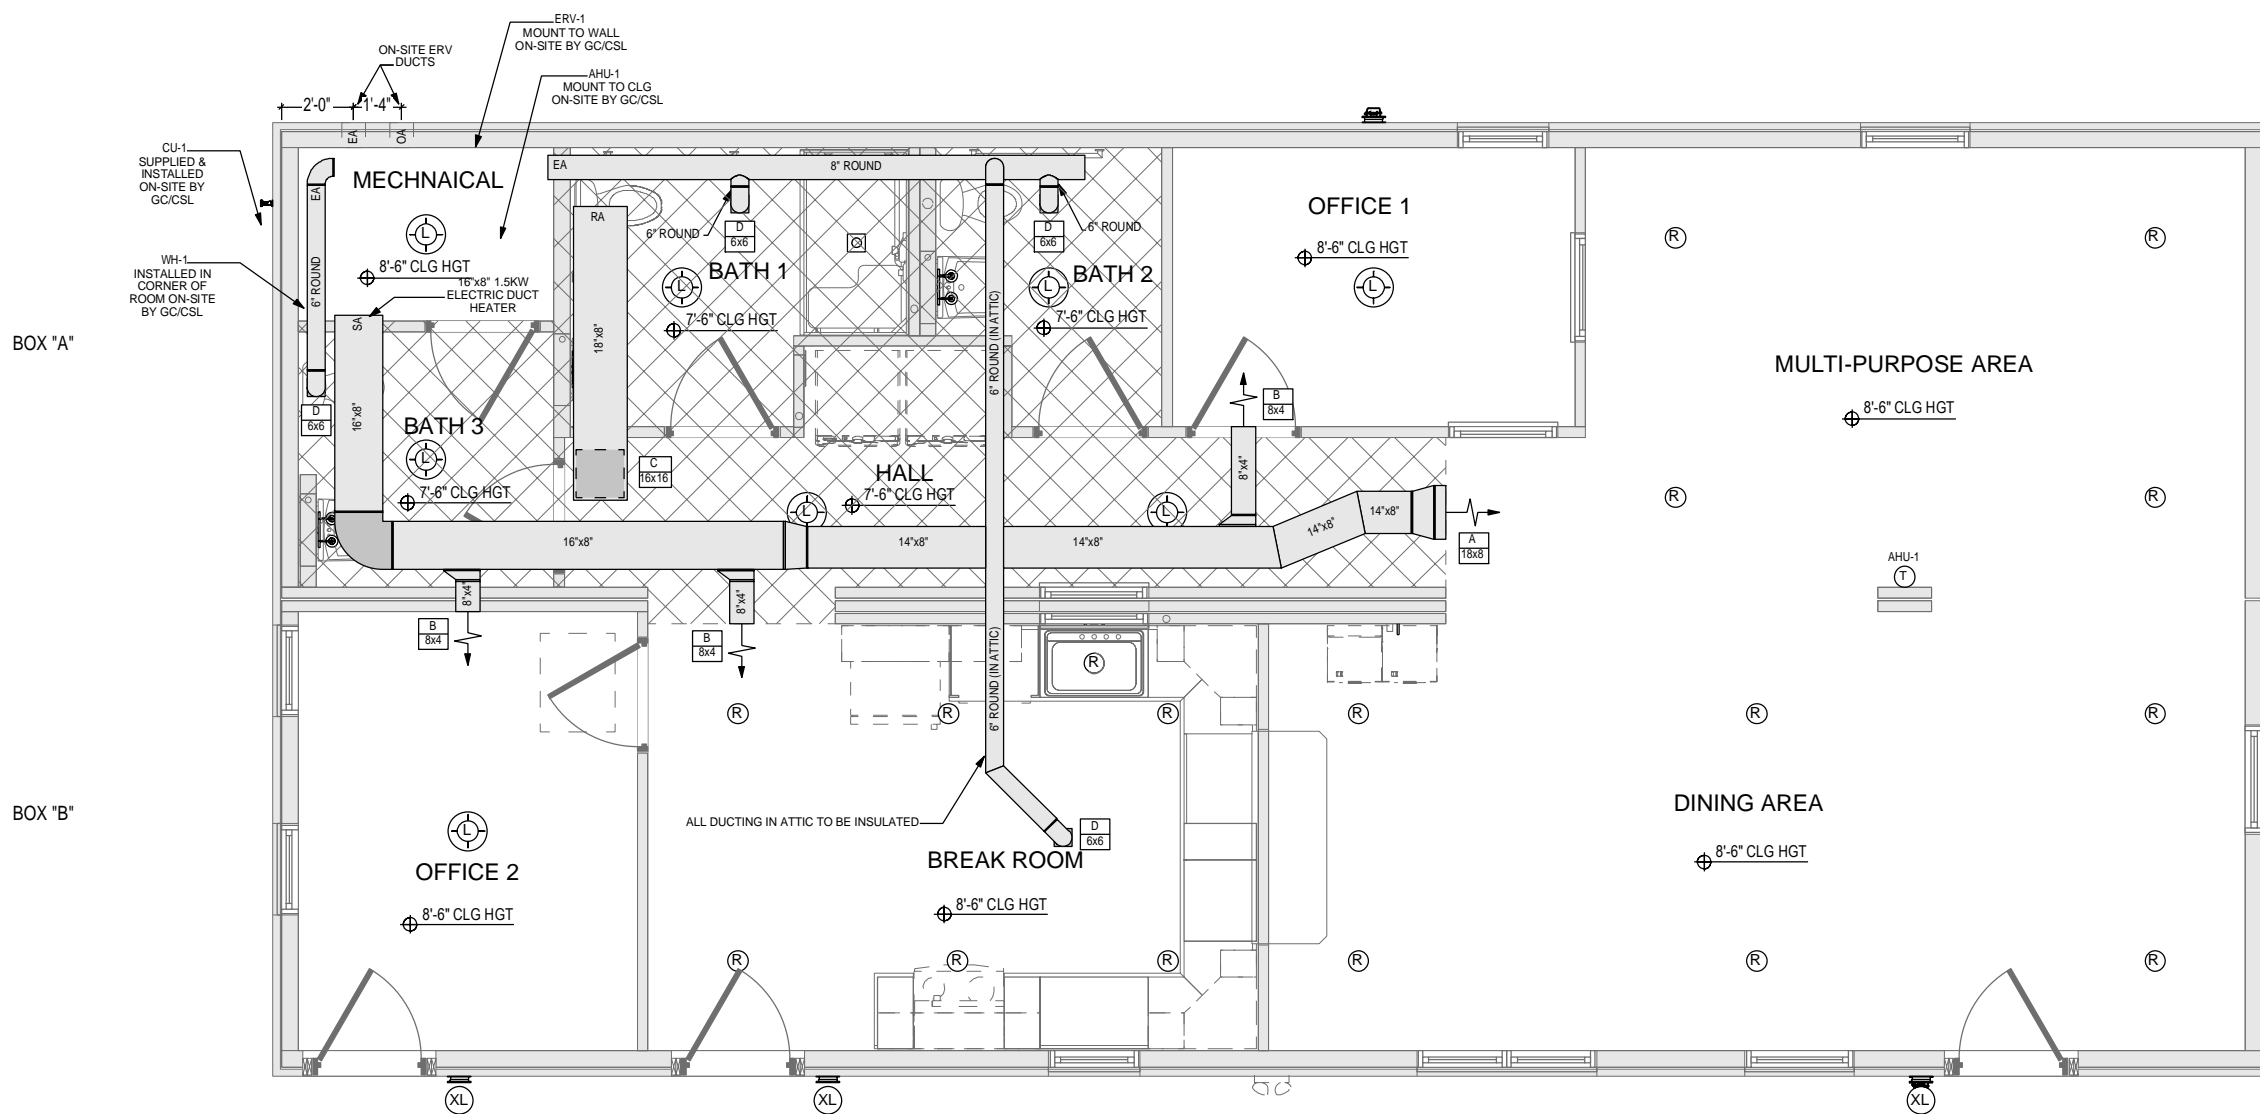 ERV-1
MOUNT TO WALL
ON-SITE BY GC/CSL
ON-SITE ERV
DUCTS
AHU-1
MOUNT TO CLG
ON-SITE BY GC/CSL
2'-0"
1'-4"
EA
OA
CU-1
SUPPLIED &
INSTALLED
ON-SITE BY
GC/CSL
MECHNAICAL
EA
8" ROUND
EA
RA
6" ROUND
D
6x6
D
6x6
6" ROUND
OFFICE 1
8'-6" CLG HGT
L
R
R
L
8'-6" CLG HGT
WH-1
INSTALLED IN
CORNER OF
ROOM ON-SITE
BY GC/CSL
6" ROUND
16"x8" 1.5KW
ELECTRIC DUCT
HEATER
BATH 1
L
7'-6" CLG HGT
BATH 2
L
7'-6" CLG HGT
SA
18"x8"
6" ROUND (IN ATTIC)
BOX "A"
MULTI-PURPOSE AREA
8'-6" CLG HGT
D
6x6
16"x8"
BATH 3
L
7'-6" CLG HGT
C
16x16
HALL
7'-6" CLG HGT
L
L
B
8x4
8"x4"
R
R
16"x8"
14"x8"
14"x8"
14"x8"
14"x8"
A
18x8
AHU-1
T
8"x4"
8"x4"
B
8x4
B
8x4
6" ROUND (IN ATTIC)
R
R
R
R
R
R
R
BOX "B"
ALL DUCTING IN ATTIC TO BE INSULATED
D
6x6
DINING AREA
8'-6" CLG HGT
L
OFFICE 2
8'-6" CLG HGT
BREAK ROOM
8'-6" CLG HGT
R
R
R
R
R
R
XL
XL
XL